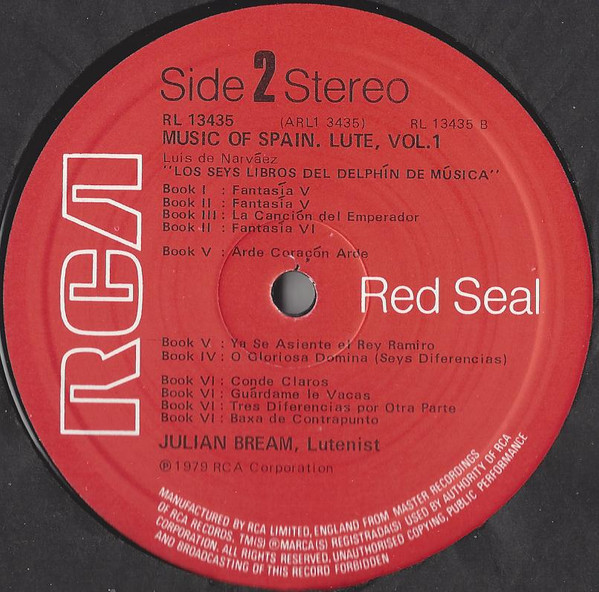 Side 2 Stereo
RL 13435 (ARL1 3435) RL 13435 B
MUSIC OF SPAIN. LUTE, VOL.1
Luis de Narváez
"LOS SEYS LIBROS DEL DELPHÍN DE MÚSICA"
Book I : Fantasía V
Book II : Fantasía V
Book III : La Canción del Emperador
Book II : Fantasía VI
Book V : Arde Coraçón Arde
RCA
Red Seal
Book V : Ya Se Asiente el Rey Ramiro
Book IV : O Gloriosa Domina (Seys Diferencias)
Book VI : Conde Claros
Book VI : Guárdame le Vacas
Book VI : Tres Diferencias por Otra Parte
Book VI : Baxa de Contrapunto
JULIAN BREAM, Lutenist
℗1979 RCA Corporation
MANUFACTURED BY RCA LIMITED, ENGLAND FROM MASTER RECORDINGS
OF RCA RECORDS. TM(S) ® MARCA(S) REGISTRADA(S) USED BY AUTHORITY OF RCA
CORPORATION. ALL RIGHTS RESERVED, UNAUTHORISED COPYING, PUBLIC PERFORMANCE
AND BROADCASTING OF THIS RECORD FORBIDDEN